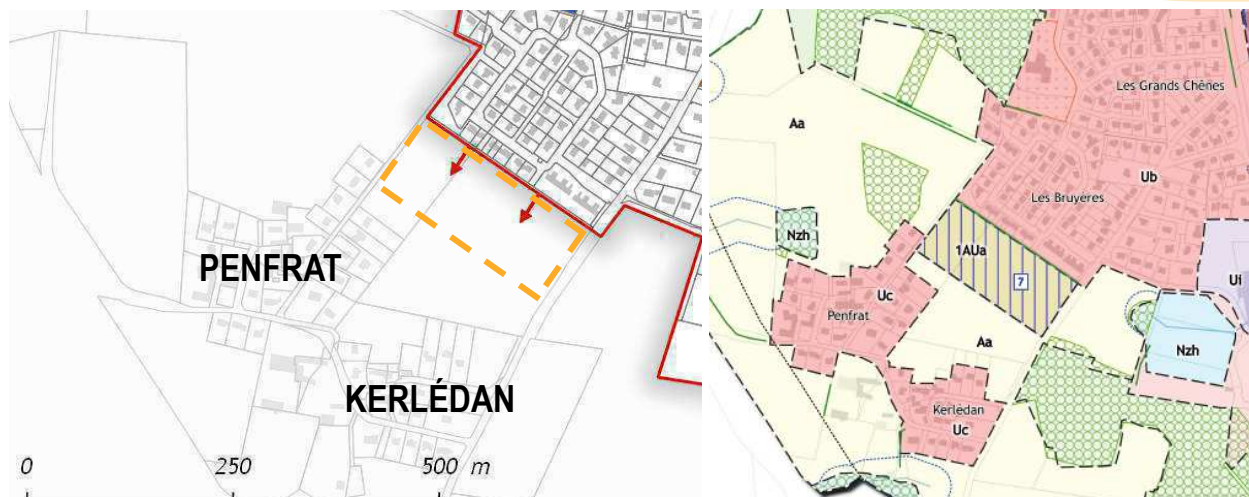 PENFRAT
KERLÉDAN
0 250 500 m
Les Grands Chênes
Aa
Ub
Les Bruyères
Nzh
1AUa
7
Ui
Uc
Penfrat
Nzh
Aa
Kerlédan
Uc